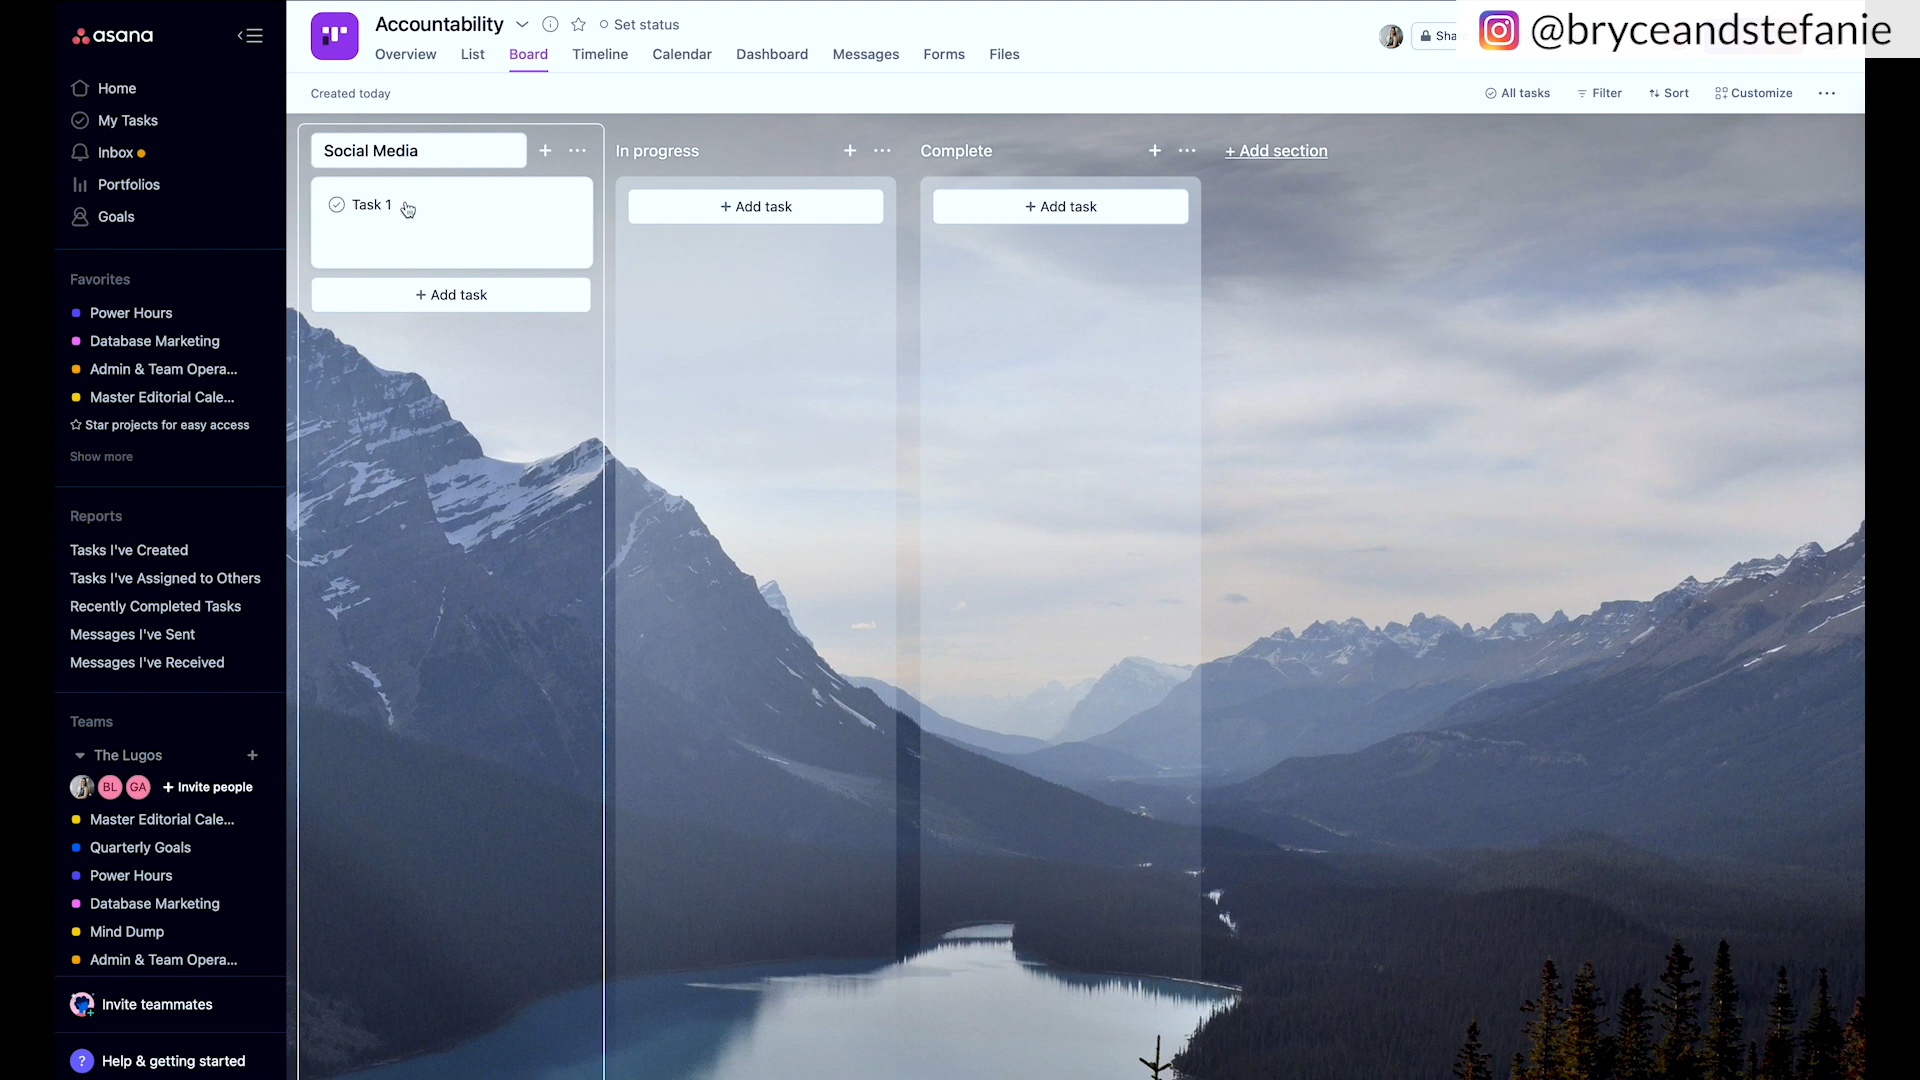 asana
Home
My Tasks
Inbox
Portfolios
Goals
Favorites
Power Hours
Database Marketing
Admin & Team Opera...
Master Editorial Cale...
Star projects for easy access
Show more
Reports
Tasks I've Created
Tasks I've Assigned to Others
Recently Completed Tasks
Messages I've Sent
Messages I've Received
Teams
The Lugos
BL GA + Invite people
Master Editorial Cale...
Quarterly Goals
Power Hours
Database Marketing
Mind Dump
Admin & Team Opera...
Invite teammates
? Help & getting started
Accountability
Set status
Overview List Board Timeline Calendar Dashboard Messages Forms Files
@bryceandstefanie
Created today
All tasks Filter Sort Customize
Social Media
In progress
Complete
+ Add section
Task 1
+ Add task
+ Add task
+ Add task